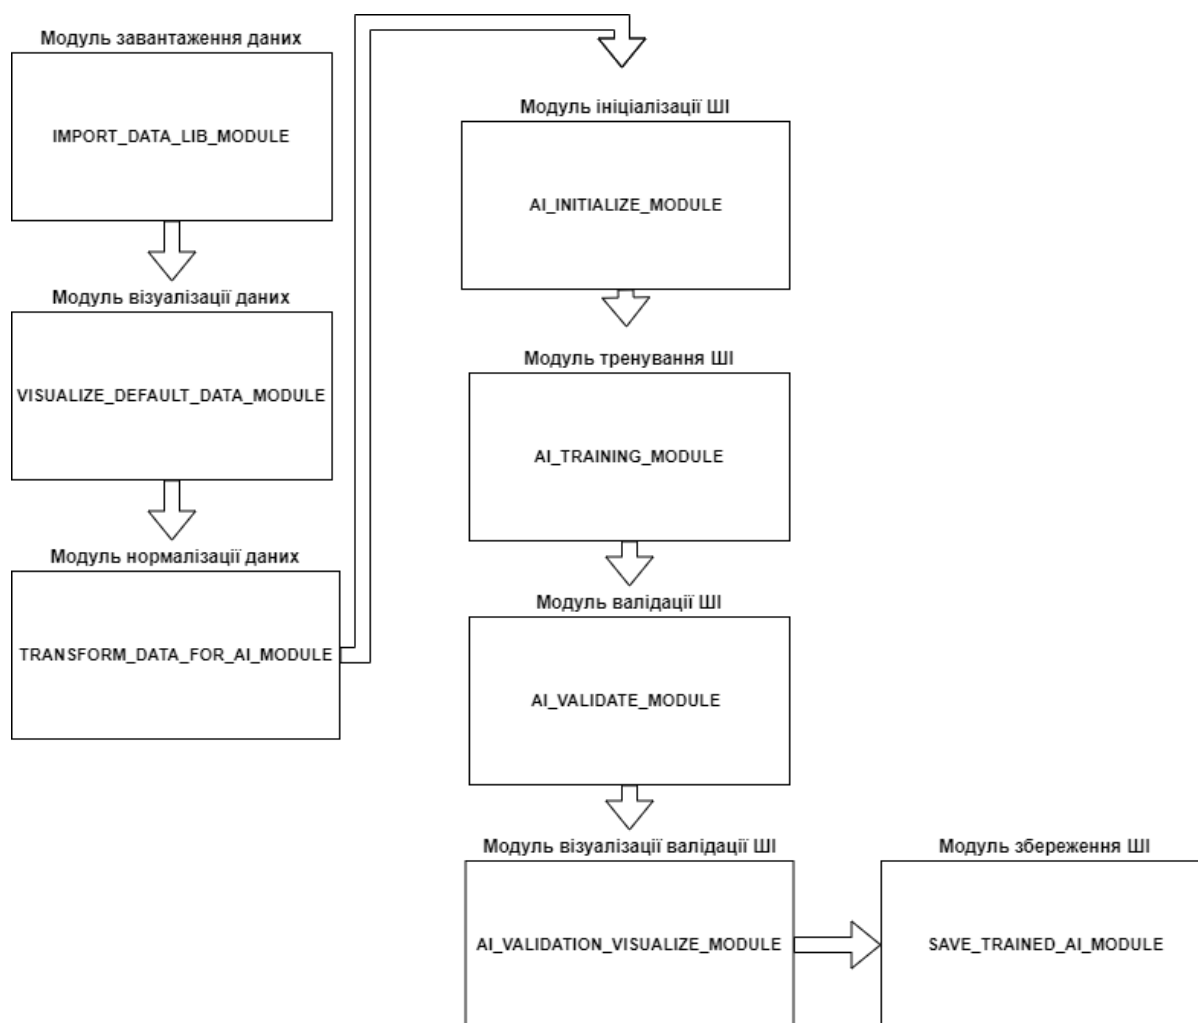 Модуль завантаження даних
IMPORT_DATA_LIB_MODULE
Модуль візуалізації даних
VISUALIZE_DEFAULT_DATA_MODULE
Модуль нормалізації даних
TRANSFORM_DATA_FOR_AI_MODULE
Модуль ініціалізації ШІ
AI_INITIALIZE_MODULE
Модуль тренування ШІ
AI_TRAINING_MODULE
Модуль валідації ШІ
AI_VALIDATE_MODULE
Модуль візуалізації валідації ШІ
AI_VALIDATION_VISUALIZE_MODULE
Модуль збереження ШІ
SAVE_TRAINED_AI_MODULE